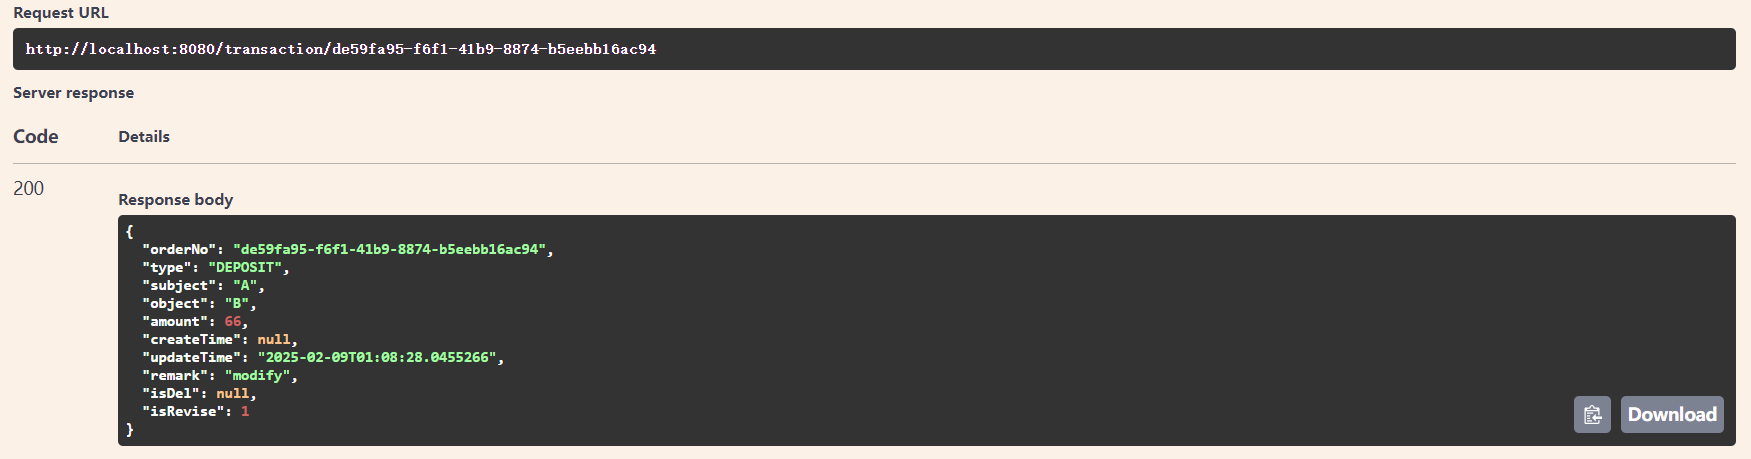 Request URL
http://localhost:8080/transaction/de59fa95-f6f1-41b9-8874-b5eebb16ac94
Server response
Code Details
200
Response body
{
"orderNo": "de59fa95-f6f1-41b9-8874-b5eebb16ac94",
"type": "DEPOSIT",
"subject": "A",
"object": "B",
"amount": 66,
"createTime": null,
"updateTime": "2025-02-09T01:08:28.0455266",
"remark": "modify",
"isDel": null,
"isRevise": 1
}
Download